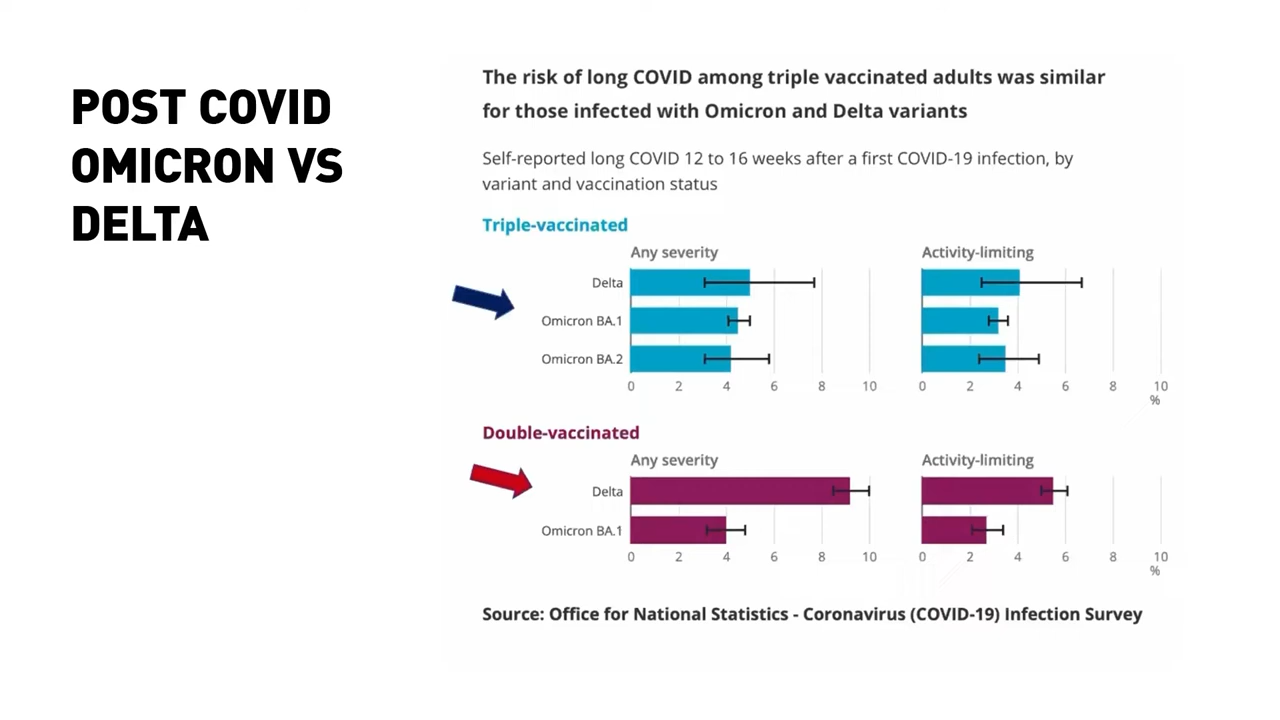 POST COVID
OMICRON VS
DELTA
The risk of long COVID among triple vaccinated adults was similar
for those infected with Omicron and Delta variants
Self-reported long COVID 12 to 16 weeks after a first COVID-19 infection, by
variant and vaccination status
Triple-vaccinated
Any severity
Activity-limiting
Delta
Omicron BA.1
Omicron BA.2
0 2 4 6 8 10
0 2 4 6 8 10
%
Double-vaccinated
Any severity
Activity-limiting
Delta
Omicron BA.1
0 2 4 6 8 10
0 2 4 6 8 10
%
Source: Office for National Statistics - Coronavirus (COVID-19) Infection Survey